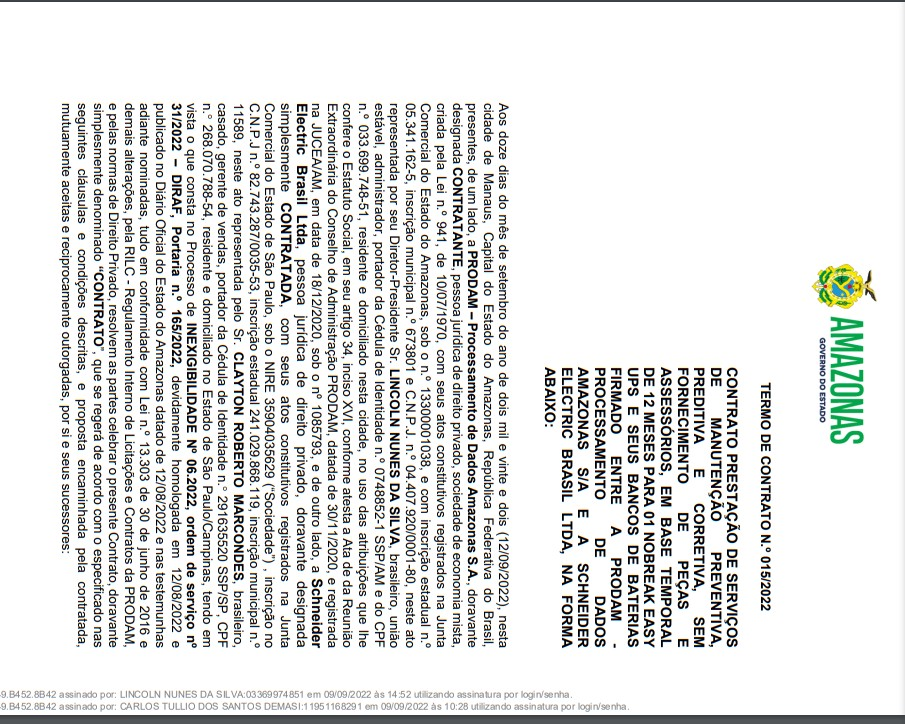 AMAZONAS
GOVERNO DO ESTADO
TERMO DE CONTRATO N.º 015/2022
CONTRATO PRESTAÇÃO DE SERVIÇOS
DE MANUTENÇÃO PREVENTIVA,
PREDITIVA E CORRETIVA, SEM
FORNECIMENTO DE PEÇAS E
ASSESSÓRIOS, EM BASE TEMPORAL
DE 12 MESES PARA 01 NOBREAK EASY
UPS E SEUS BANCOS DE BATERIAS
FIRMADO ENTRE A PRODAM -
PROCESSAMENTO DE DADOS
AMAZONAS S/A E A SCHNEIDER
ELECTRIC BRASIL LTDA, NA FORMA
ABAIXO:
Aos doze dias do mês de setembro do ano de dois mil e vinte e dois (12/09/2022), nesta
cidade de Manaus, Capital do Estado do Amazonas, República Federativa do Brasil,
presentes, de um lado, a PRODAM – Processamento de Dados Amazonas S.A., doravante
designada CONTRATANTE, pessoa jurídica de direito privado, sociedade de economia mista,
criada pela Lei n.º 941, de 10/07/1970, com seus atos constitutivos registrados na Junta
Comercial do Estado do Amazonas, sob o n.º 13300001038, e com inscrição estadual n.º
05.341.162-5, inscrição municipal n.º 673801 e C.N.P.J. n.º 04.407.920/0001-80, neste ato
representada por seu Diretor-Presidente Sr. LINCOLN NUNES DA SILVA, brasileiro, união
estável, administrador, portador da Cédula de Identidade n.º 0748852-1 SSP/AM e do CPF
n.º 033.699.748-51, residente e domiciliado nesta cidade, no uso das atribuições que lhe
confere o Estatuto Social, em seu artigo 34, inciso XVI, conforme atesta a Ata de Reunião
Extraordinária do Conselho de Administração PRODAM, datada de 30/11/2020, e registrada
na JUCEA/AM, em data de 18/12/2020, sob o nº 1085793, e de outro lado, a Schneider
Electric Brasil Ltda, pessoa jurídica de direito privado, doravante designada
simplesmente CONTRATADA, com seus atos constitutivos registrados na Junta
Comercial do Estado de São Paulo, sob o NIRE 35904035629 ("Sociedade") , inscrição no
C.N.P.J n.º 82.743.287/0035-53, inscrição estadual 241.029.868.119, inscrição municipal n.º
11589, neste ato representada pelo Sr. CLAYTON ROBERTO MARCONDES, brasileiro,
casado, gerente de vendas, portador da Cédula de Identidade n.º 29163552​0 SSP/SP, CPF
n.º 268.070.788-54, residente e domiciliado no Estado de São Paulo/Campinas, tendo em
vista o que consta no Processo de INEXIGIBILIDADE Nº 06.2022, ordem de serviço nº
31/2022 – DIRAF, Portaria n.º 165/2022, devidamente homologada em 12/08/2022 e
publicado no Diário Oficial do Estado do Amazonas datado de 12/08/2022 e nas testemunhas
adiante nominadas, tudo em conformidade com Lei n.º 13.303 de 30 de junho de 2016 e
demais alterações, pela RILC - Regulamento Interno de Licitações e Contratos da PRODAM,
e pelas normas de Direito Privado, resolvem as partes celebrar o presente Contrato, doravante
simplesmente denominado "CONTRATO", que se regerá de acordo com o especificado nas
seguintes cláusulas e condições descritas, e proposta encaminhada pela contratada,
mutuamente aceitas e reciprocamente outorgadas, por si e seus sucessores:
9.B452.8B42 assinado por: LINCOLN NUNES DA SILVA:03369974851 em 09/09/2022 às 14:52 utilizando assinatura por login/senha.
9.B452.8B42 assinado por: CARLOS TULLIO DOS SANTOS DEMASI:11951168291 em 09/09/2022 às 10:28 utilizando assinatura por login/senha.